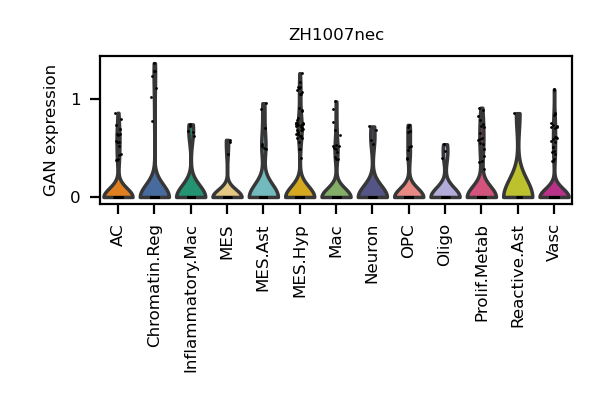 ZH1007nec
GAN expression
1
0
AC
Chromatin.Reg
Inflammatory.Mac
MES
MES.Ast
MES.Hyp
Mac
Neuron
OPC
Oligo
Prolif.Metab
Reactive.Ast
Vasc